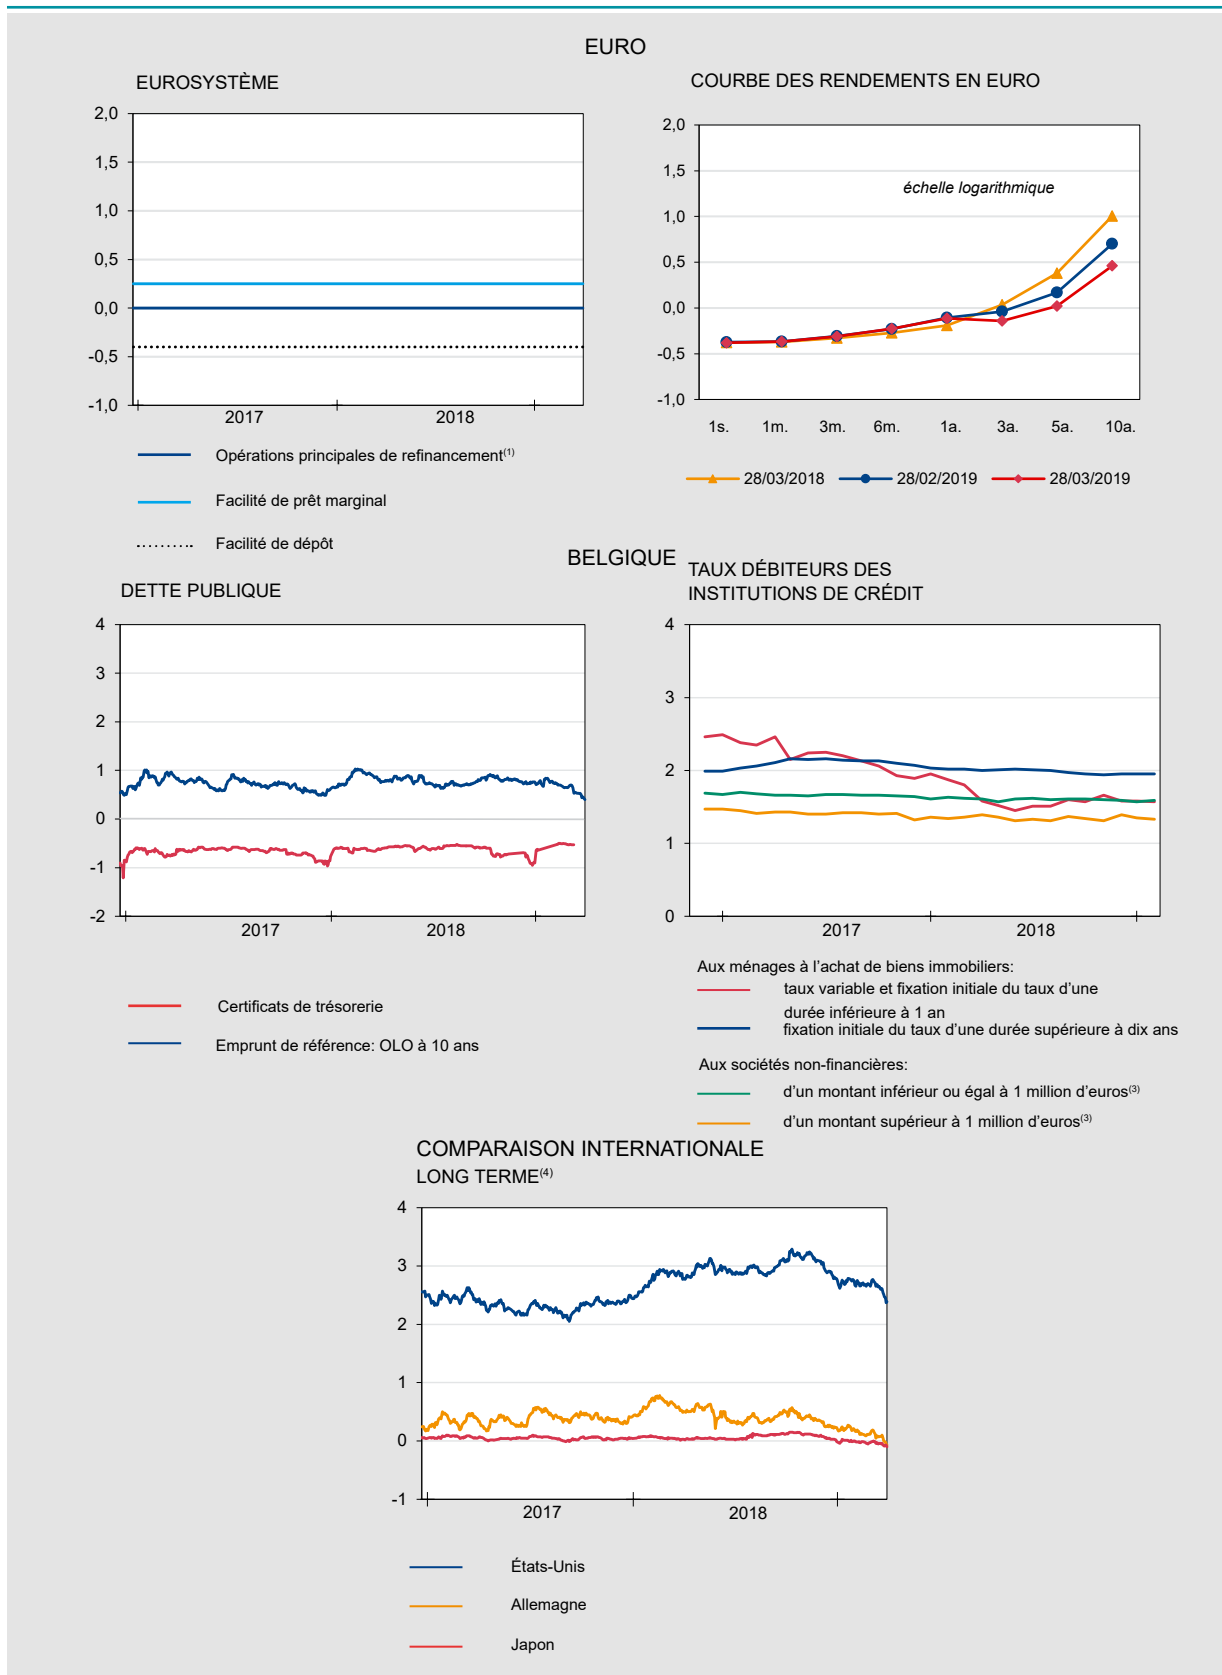 EURO
EUROSYSTÈME
2,0
1,5
1,0
0,5
0,0
-0,5
-1,0
2017
2018
Opérations principales de refinancement(1)
Facilité de prêt marginal
Facilité de dépôt
COURBE DES RENDEMENTS EN EURO
2,0
1,5
1,0
0,5
0,0
-0,5
-1,0
échelle logarithmique
1s.
1m.
3m.
6m.
1a.
3a.
5a.
10a.
28/03/2018
28/02/2019
28/03/2019
BELGIQUE
DETTE PUBLIQUE
4
3
2
1
0
-1
-2
2017
2018
Certificats de trésorerie
Emprunt de référence: OLO à 10 ans
TAUX DÉBITEURS DES
INSTITUTIONS DE CRÉDIT
4
3
2
1
0
2017
2018
Aux ménages à l’achat de biens immobiliers:
taux variable et fixation initiale du taux d’une
durée inférieure à 1 an
fixation initiale du taux d’une durée supérieure à dix ans
Aux sociétés non-financières:
d’un montant inférieur ou égal à 1 million d’euros(3)
d’un montant supérieur à 1 million d’euros(3)
COMPARAISON INTERNATIONALE
LONG TERME(4)
4
3
2
1
0
-1
2017
2018
États-Unis
Allemagne
Japon